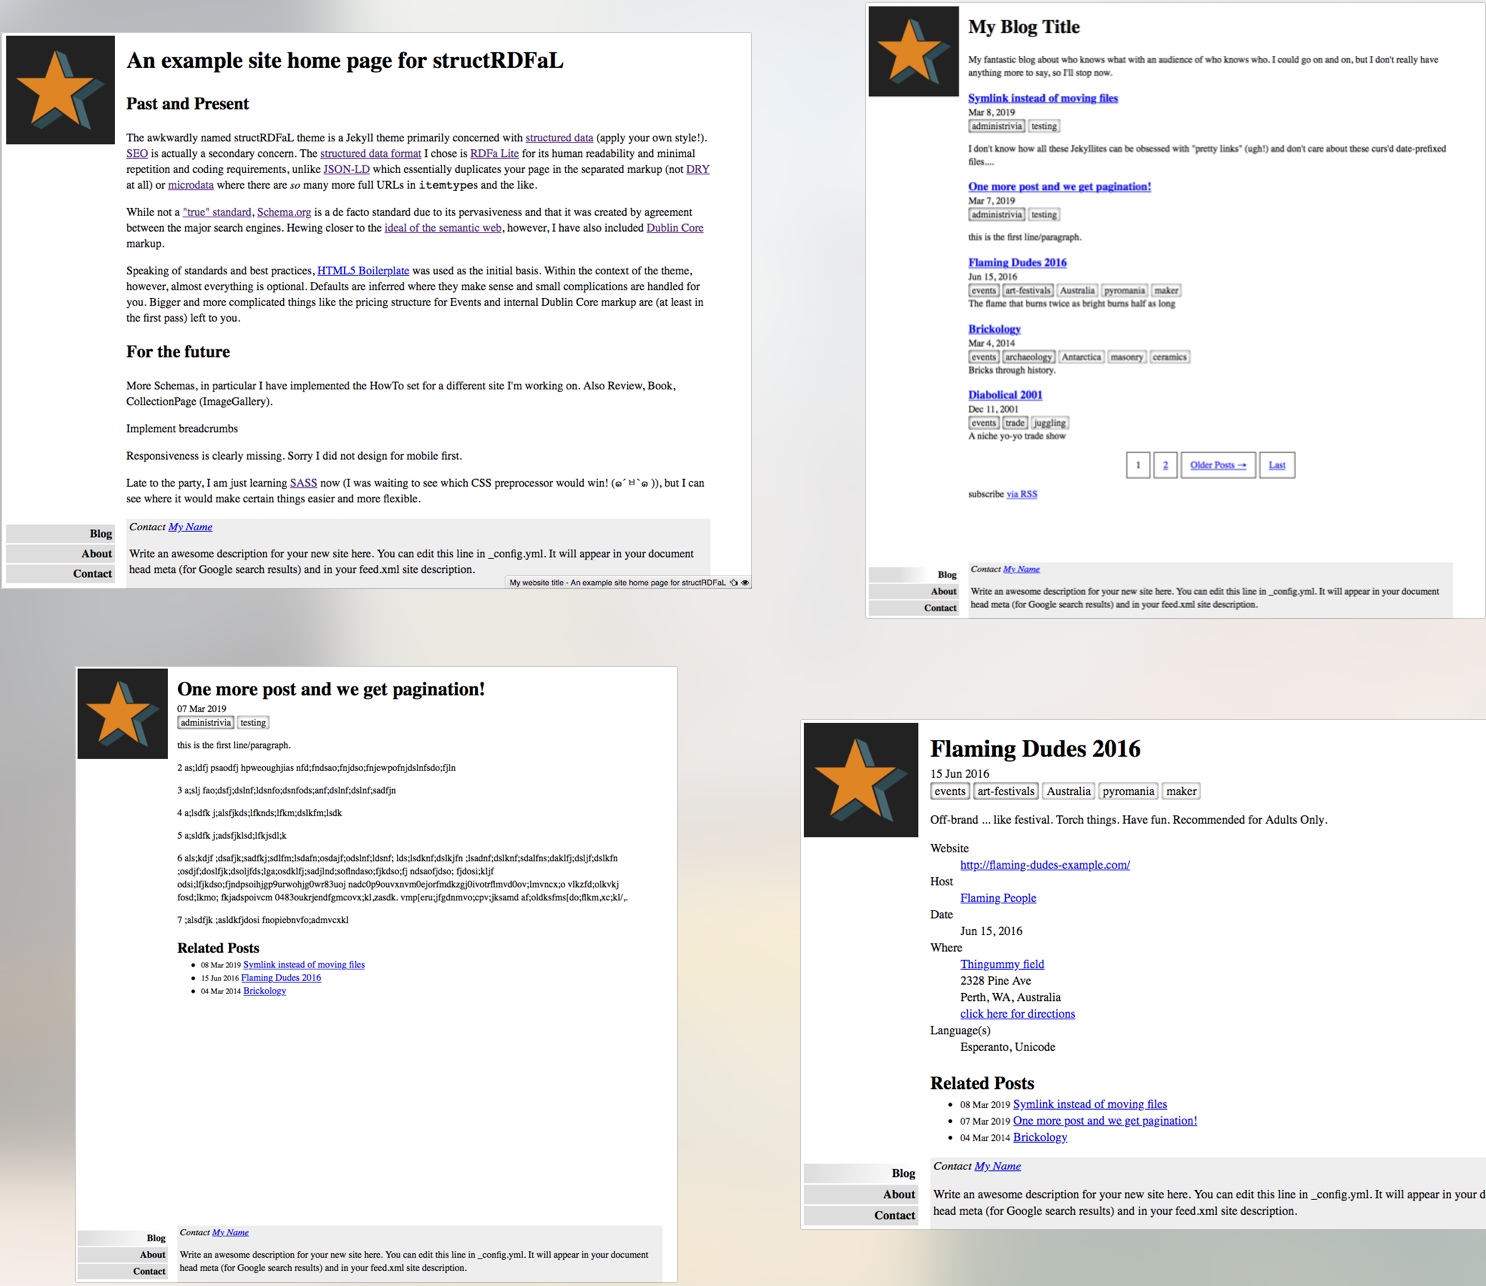 An example site home page for structRDFaL
Past and Present
The awkwardly named structRDFaL theme is a Jekyll theme primarily concerned with structured data (apply your own style!).
SEO is actually a secondary concern. The structured data format I chose is RDFa Lite for its human readability and minimal
repetition and coding requirements, unlike JSON-LD which essentially duplicates your page in the separated markup (not DRY
at all) or microdata where there are so many more full URLs in itemtypes and the like.
While not a "true" standard, Schema.org is a de facto standard due to its pervasiveness and that it was created by agreement
between the major search engines. Hewing closer to the ideal of the semantic web, however, I have also included Dublin Core
markup.
Speaking of standards and best practices, HTML5 Boilerplate was used as the initial basis. Within the context of the theme,
however, almost everything is optional. Defaults are inferred where they make sense and small complications are handled for
you. Bigger and more complicated things like the pricing structure for Events and internal Dublin Core markup are (at least in
the first pass) left to you.
For the future
More Schemas, in particular I have implemented the HowTo set for a different site I'm working on. Also Review, Book,
CollectionPage (ImageGallery).
Implement breadcrumbs
Responsiveness is clearly missing. Sorry I did not design for mobile first.
Late to the party, I am just learning SASS now (I was waiting to see which CSS preprocessor would win! (๑´ㅂ`๑ )), but I can
see where it would make certain things easier and more flexible.
Blog
About
Contact
Contact My Name
Write an awesome description for your new site here. You can edit this line in _config.yml. It will appear in your document
head meta (for Google search results) and in your feed.xml site description.
My website title - An example site home page for structRDFaL
My Blog Title
My fantastic blog about who knows what with an audience of who knows who. I could go on and on, but I don't really have
anything more to say, so I'll stop now.
Symlink instead of moving files
Mar 8, 2019
administrivia testing
I don't know how all these Jekyllites can be obsessed with "pretty links" (ugh!) and don't care about these curs'd date-prefixed
files....
One more post and we get pagination!
Mar 7, 2019
administrivia testing
this is the first line/paragraph.
Flaming Dudes 2016
Jun 15, 2016
events art-festivals Australia pyromania maker
The flame that burns twice as bright burns half as long
Brickology
Mar 4, 2014
events archaeology Antarctica masonry ceramics
Bricks through history.
Diabolical 2001
Dec 11, 2001
events trade juggling
A niche yo-yo trade show
1 2 Older Posts → Last
subscribe via RSS
Blog
About
Contact
Contact My Name
Write an awesome description for your new site here. You can edit this line in _config.yml. It will appear in your document
head meta (for Google search results) and in your feed.xml site description.
One more post and we get pagination!
07 Mar 2019
administrivia testing
this is the first line/paragraph.
2 as;ldfj psaodfj hpweoughjias nfd;fndsao;fnjdso;fnjewpofnjdslnfsdo;fjln
3 a;slj fao;dsfj;dslnf;ldsnfo;dsnfods;anf;dslnf;dslnf;sadfjn
4 a;lsdfk j;alsfjkds;lfknds;lfkm;dslkfm;lsdk
5 a;sldfk j;adsfjklsd;lfkjsdl;k
6 als;kdjf ;dsafjk;sadfkj;sdlfm;lsdafn;osdajf;odslnf;ldsnf; lds;lsdknf;dslkjfn ;lsadnf;dslknf;sdalfns;daklfj;dsljf;dslkfn
;osdjf;doslfjk;dsoljfds;lga;osdklfj;sadjlnd;soflndaso;fjkdso;fj ndsaofjdso; fjdosi;kljf
odsi;lfjkdso;fjndpsoihjgp9urwohjg0wr83uoj nadc0p9ouvxnvm0ejorfmdkzgj0ivotrflmvd0ov;lmvncx;o vlkzfd;olkvkj
fosd;lkmo; fkjadspoivcm 0483oukrjendfgmcovx;kl,zasdk. vmp[eru;jfgdnmvo;cpv;jksamd af;oldksfms[do;flkm,xc;kl/,.
7 ;alsdfjk ;asldkfjdosi fnopiebnvfo;admvcxkl
Related Posts
08 Mar 2019 Symlink instead of moving files
15 Jun 2016 Flaming Dudes 2016
04 Mar 2014 Brickology
Blog
About
Contact
Contact My Name
Write an awesome description for your new site here. You can edit this line in _config.yml. It will appear in your document
head meta (for Google search results) and in your feed.xml site description.
Flaming Dudes 2016
15 Jun 2016
events art-festivals Australia pyromania maker
Off-brand ... like festival. Torch things. Have fun. Recommended for Adults Only.
Website
http://flaming-dudes-example.com/
Host
Flaming People
Date
Jun 15, 2016
Where
Thingummy field
2328 Pine Ave
Perth, WA, Australia
click here for directions
Language(s)
Esperanto, Unicode
Related Posts
08 Mar 2019 Symlink instead of moving files
07 Mar 2019 One more post and we get pagination!
04 Mar 2014 Brickology
Blog
About
Contact
Contact My Name
Write an awesome description for your new site here. You can edit this line in _config.yml. It will appear in your d
head meta (for Google search results) and in your feed.xml site description.